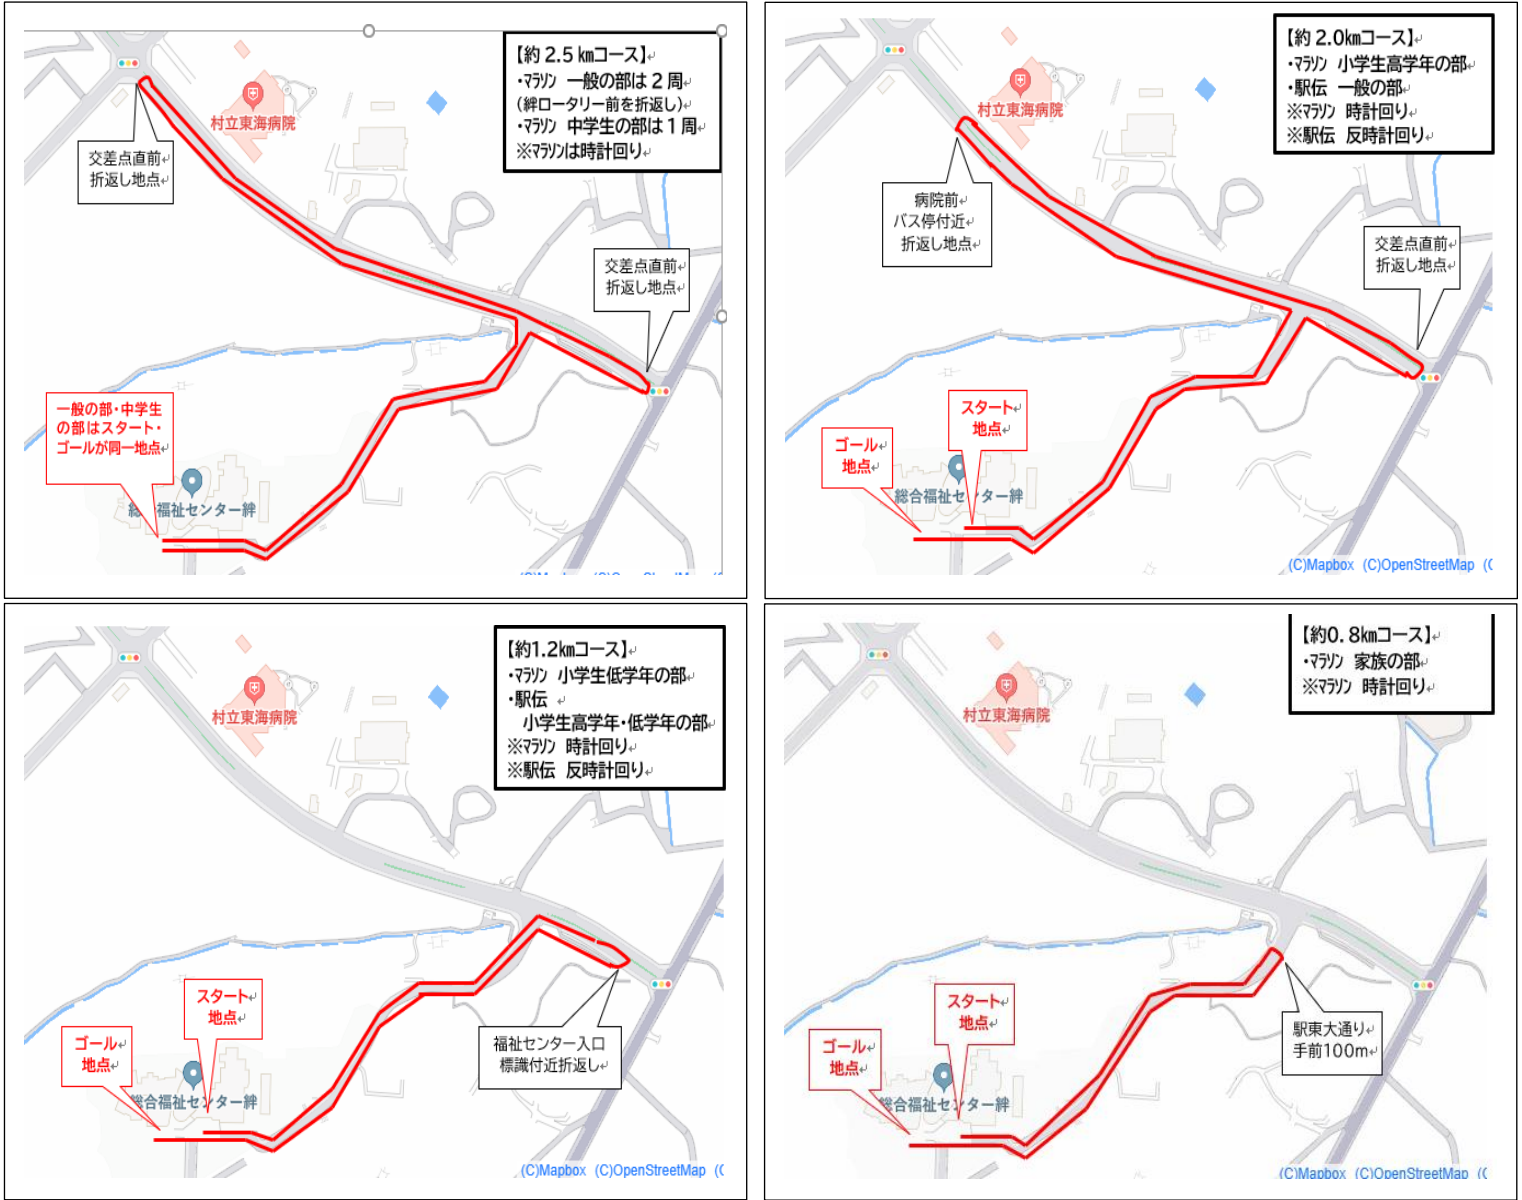 【約 2.5 ㎞コース】
・マラソン 一般の部は 2 周
(絆ロータリー前を折返し)
・マラソン 中学生の部は 1 周
※マラソンは時計回り
村立東海病院
交差点直前
折返し地点
交差点直前
折返し地点
一般の部・中学生
の部はスタート・
ゴールが同一地点
総合福祉センター絆
【約 2.0㎞コース】
・マラソン 小学生高学年の部
・駅伝 一般の部
※マラソン 時計回り
※駅伝 反時計回り
村立東海病院
病院前
バス停付近
折返し地点
交差点直前
折返し地点
スタート
地点
ゴール
地点
総合福祉センター絆
(C)Mapbox (C)OpenStreetMap (C
【約1.2㎞コース】
・マラソン 小学生低学年の部
・駅伝
小学生高学年・低学年の部
※マラソン 時計回り
※駅伝 反時計回り
村立東海病院
スタート
地点
ゴール
地点
福祉センター入口
標識付近折返し
総合福祉センター絆
(C)Mapbox (C)OpenStreetMap (C
【約0.8㎞コース】
・マラソン 家族の部
※マラソン 時計回り
村立東海病院
スタート
地点
ゴール
地点
駅東大通り
手前100m
総合福祉センター絆
(C)Mapbox (C)OpenStreetMap (C